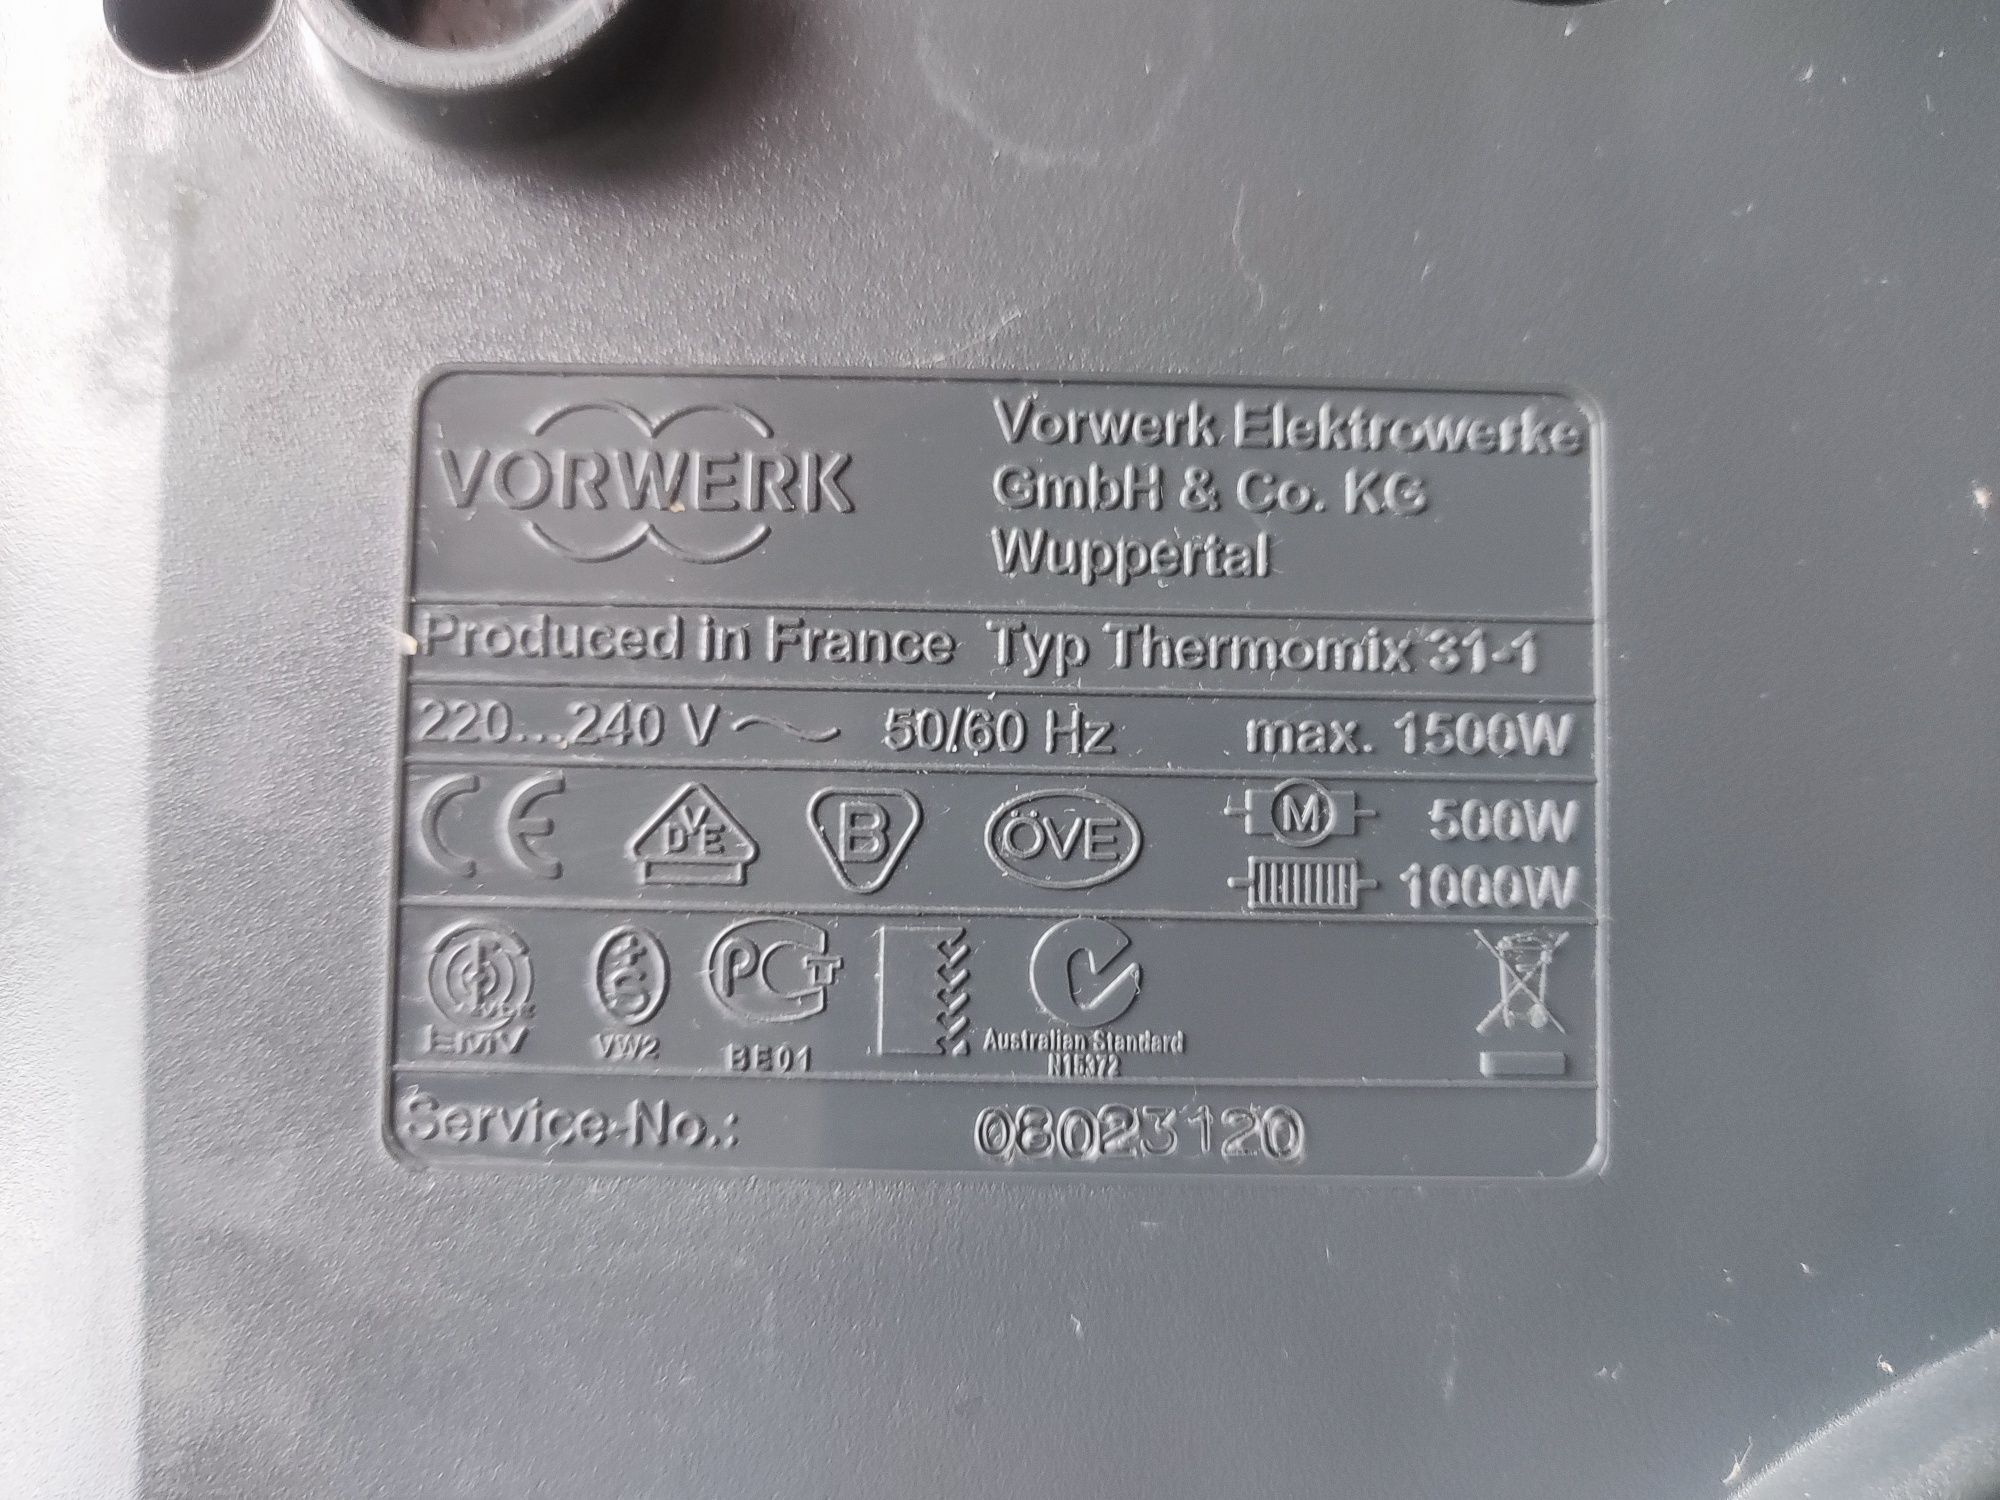 VORWERK
Vorwerk Elektrowerke
GmbH & Co. KG
Wuppertal
Produced in France Typ Thermomix 31-1
220...240 V ~ 50/60 Hz max. 1500W
CE DVE B ÖVE M 500W
1000W
EMV VW2 PCT BE01 Australian Standard
N15372
Service-No.: 08023120